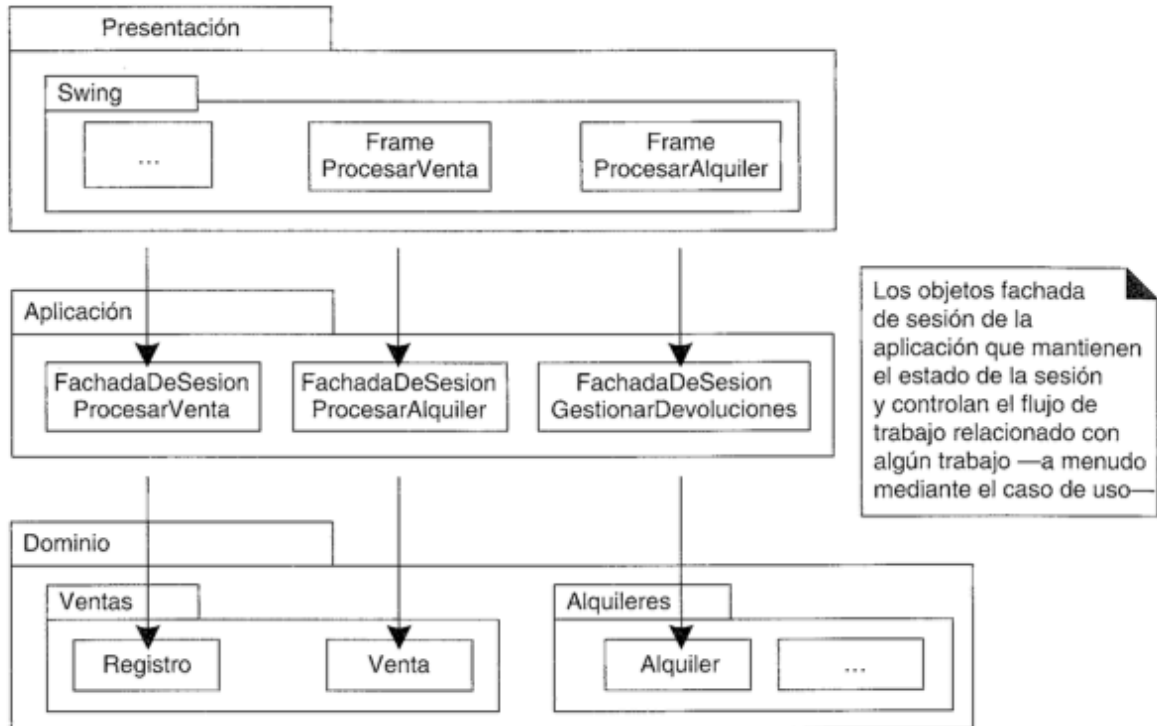 Presentación
Swing
...
Frame
ProcesarVenta
Frame
ProcesarAlquiler
Aplicación
FachadaDeSesion
ProcesarVenta
FachadaDeSesion
ProcesarAlquiler
FachadaDeSesion
GestionarDevoluciones
Los objetos fachada
de sesión de la
aplicación que mantienen
el estado de la sesión
y controlan el flujo de
trabajo relacionado con
algún trabajo —a menudo
mediante el caso de uso—
Dominio
Ventas
Registro
Venta
Alquileres
Alquiler
...